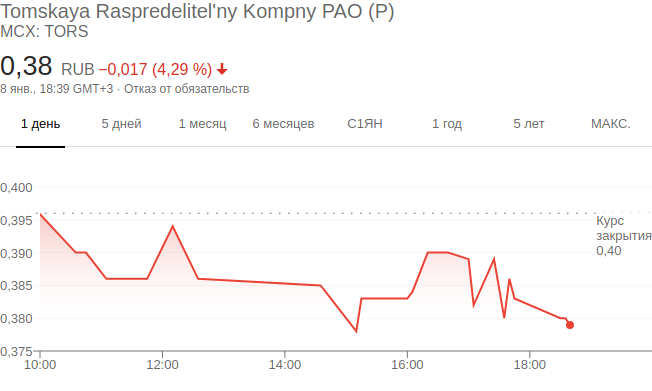 Tomskaya Raspredelitel'ny Kompny PAO (P)
MCX: TORS
0,38 RUB −0,017 (4,29 %) ↓
8 янв., 18:39 GMT+3 · Отказ от обязательств
1 день 5 дней 1 месяц 6 месяцев С1ЯН 1 год 5 лет МАКС.
0,400
0,395
0,390
0,385
0,380
0,375
Курс
закрытия
0,40
10:00 12:00 14:00 16:00 18:00